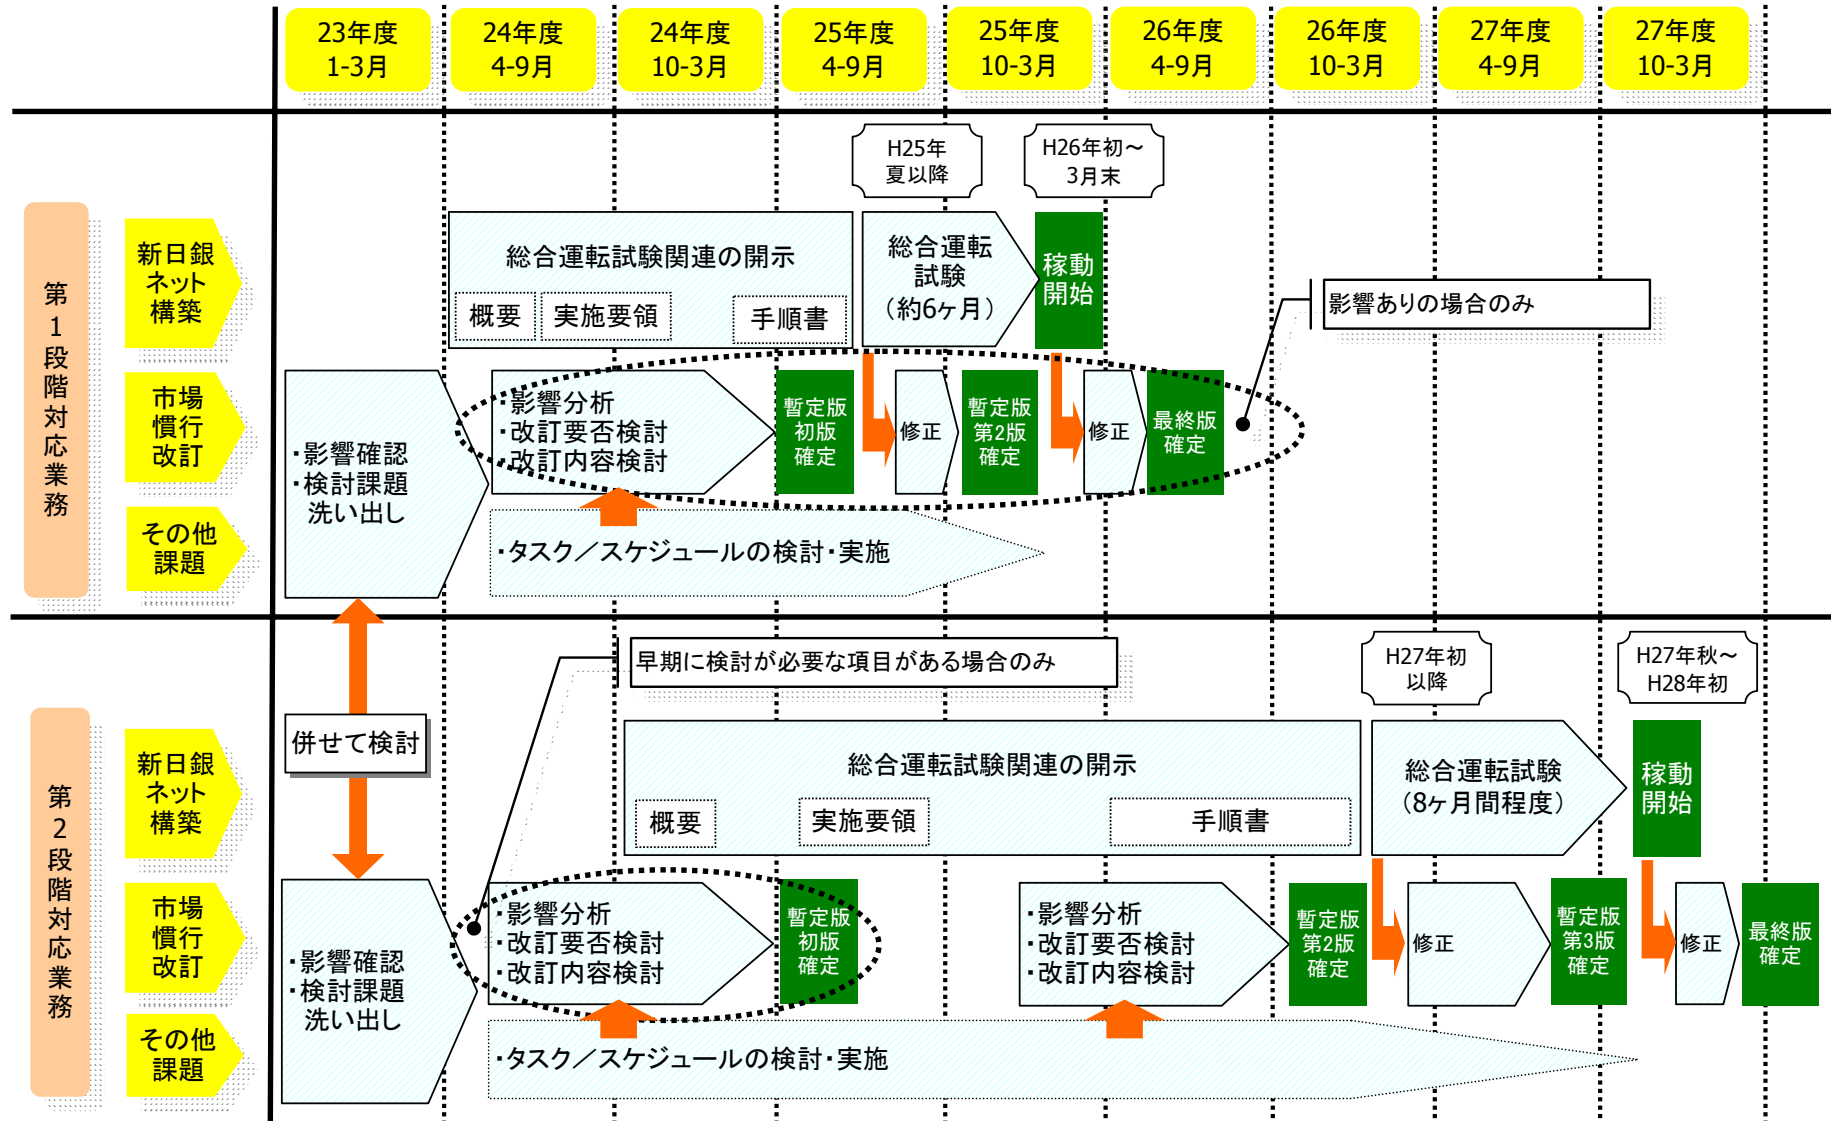 23年度
1-3月
24年度
4-9月
24年度
10-3月
25年度
4-9月
25年度
10-3月
26年度
4-9月
26年度
10-3月
27年度
4-9月
27年度
10-3月
第1段階対応業務
新日銀
ネット
構築
市場
慣行
改訂
その他
課題
H25年
夏以降
H26年初～
3月末
総合運転試験関連の開示
概要
実施要領
手順書
総合運転
試験
（約6ヶ月）
稼動
開始
影響ありの場合のみ
・影響確認
・検討課題
洗い出し
・影響分析
・改訂要否検討
・改訂内容検討
暫定版
初版
確定
修正
暫定版
第2版
確定
修正
最終版
確定
・タスク／スケジュールの検討・実施
併せて検討
第2段階対応業務
新日銀
ネット
構築
市場
慣行
改訂
その他
課題
早期に検討が必要な項目がある場合のみ
H27年初
以降
H27年秋～
H28年初
総合運転試験関連の開示
概要
実施要領
手順書
総合運転試験
（8ヶ月間程度）
稼動
開始
・影響確認
・検討課題
洗い出し
・影響分析
・改訂要否検討
・改訂内容検討
暫定版
初版
確定
・影響分析
・改訂要否検討
・改訂内容検討
暫定版
第2版
確定
修正
暫定版
第3版
確定
修正
最終版
確定
・タスク／スケジュールの検討・実施